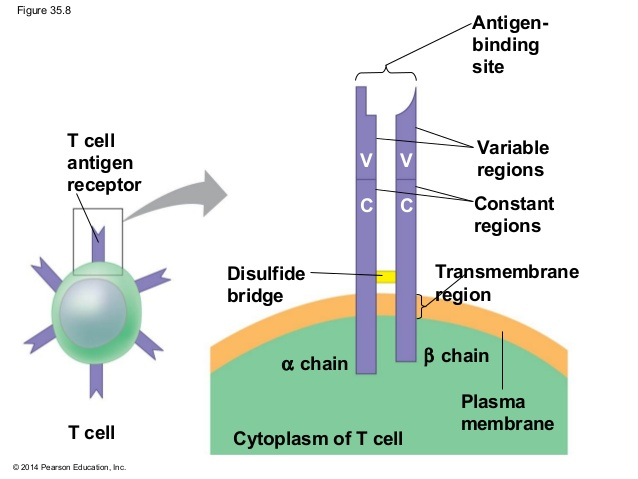 Figure 35.8
Antigen-
binding
site
T cell
antigen
receptor
Variable
regions
V V
C C
Constant
regions
Disulfide
bridge
Transmembrane
region
α chain
β chain
Plasma
membrane
T cell
Cytoplasm of T cell
© 2014 Pearson Education, Inc.